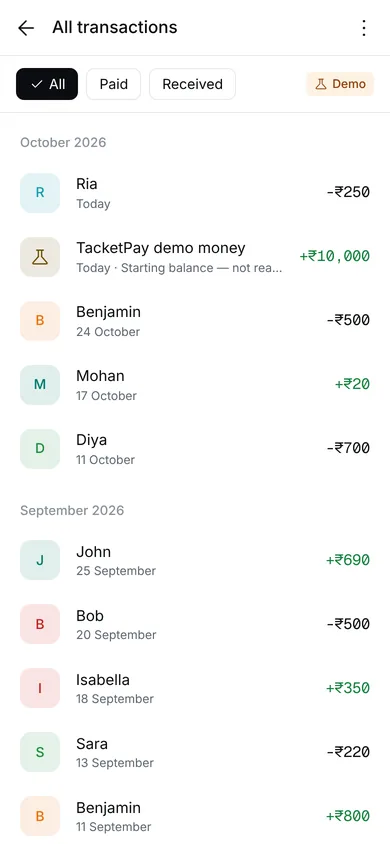 All transactions
All
Paid
Received
Demo
October 2026
R
Ria
-₹250
Today
TacketPay demo money
+₹10,000
Today · Starting balance — not rea...
B
Benjamin
-₹500
24 October
M
Mohan
+₹20
17 October
D
Diya
-₹700
11 October
September 2026
J
John
+₹690
25 September
B
Bob
-₹500
20 September
I
Isabella
+₹350
18 September
S
Sara
-₹220
13 September
B
Benjamin
+₹800
11 September